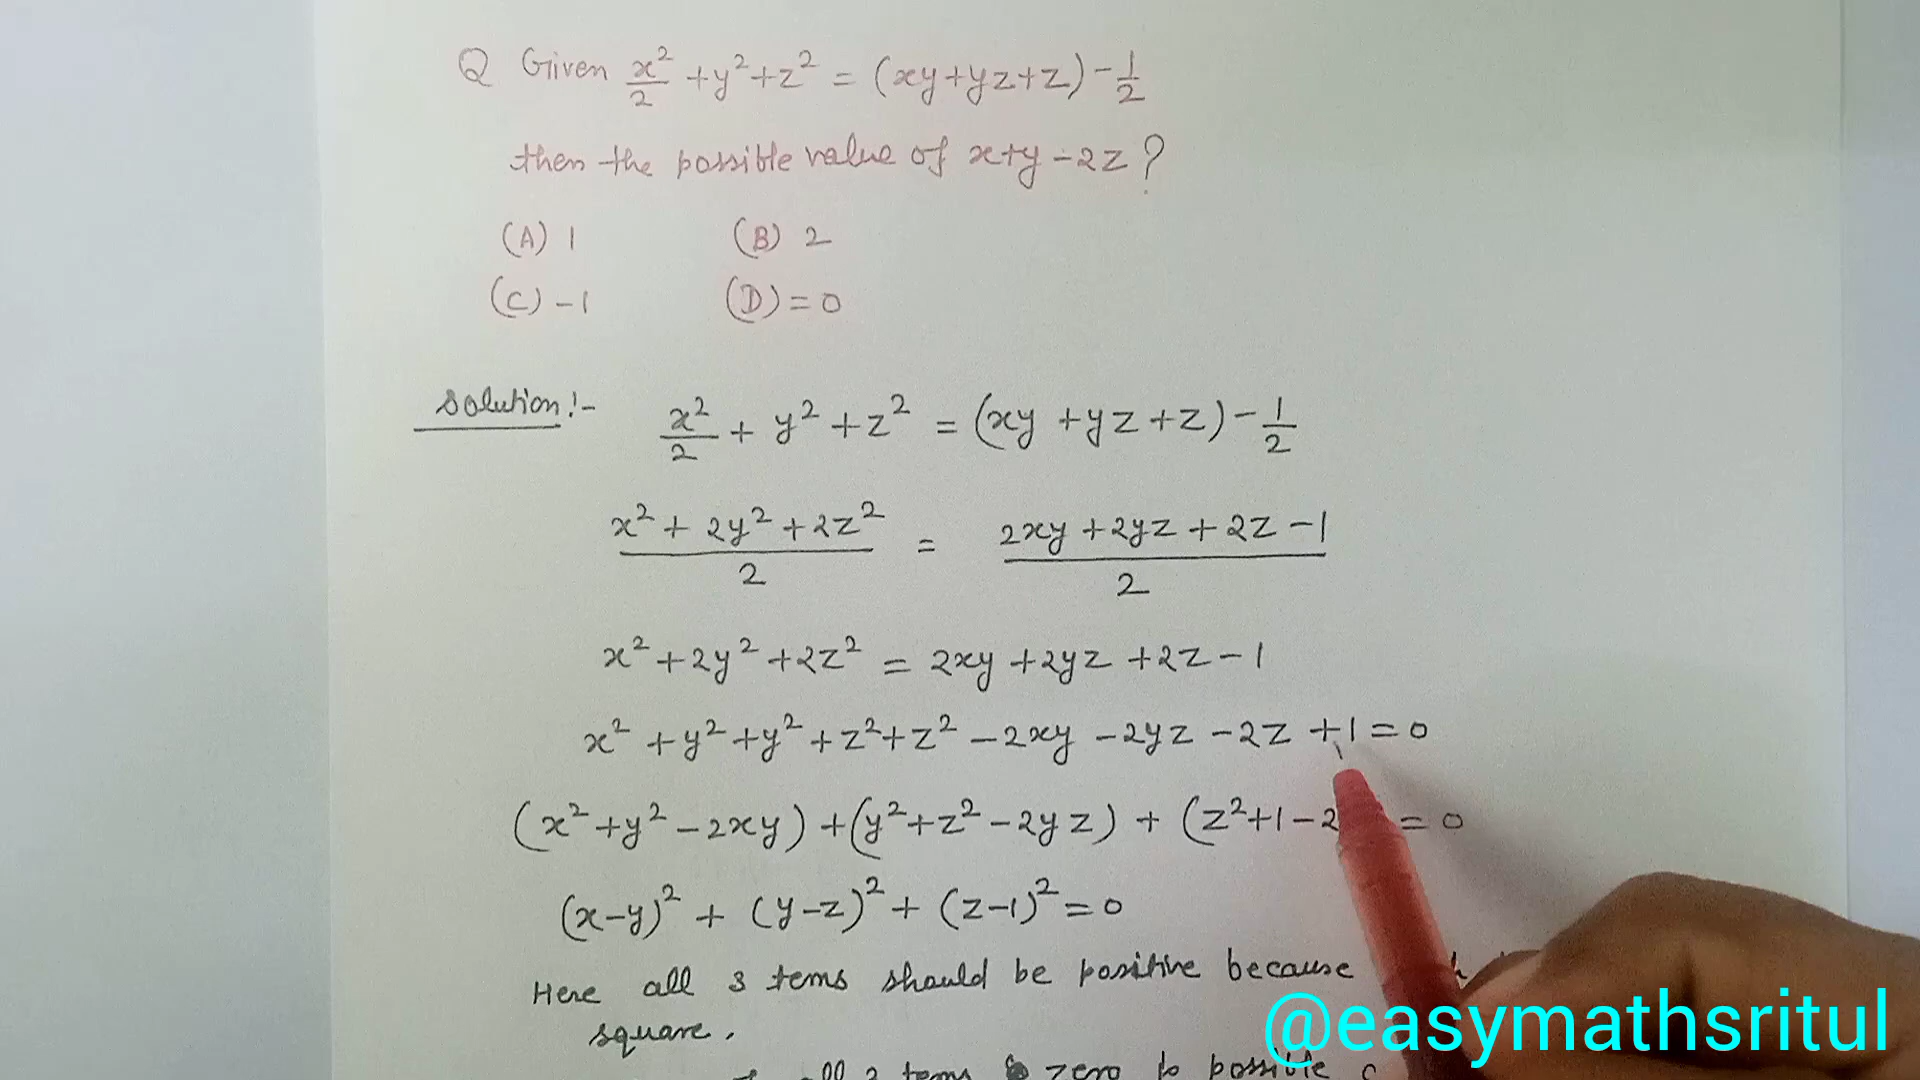 Q Given x²/2 + y² + z² = (xy + yz + z) - 1/2
then the possible value of x+y-2z?
(A) 1 (B) 2
(C) -1 (D) = 0
Solution:- x²/2 + y² + z² = (xy + yz + z) - 1/2
(x² + 2y² + 2z²)/2 = (2xy + 2yz + 2z - 1)/2
x² + 2y² + 2z² = 2xy + 2yz + 2z - 1
x² + y² + y² + z² + z² - 2xy - 2yz - 2z + 1 = 0
(x² + y² - 2xy) + (y² + z² - 2yz) + (z² + 1 - 2 = 0
(x-y)² + (y-z)² + (z-1)² = 0
Here all 3 tems should be positive because
square.
tems zero possible
@easymathsritul